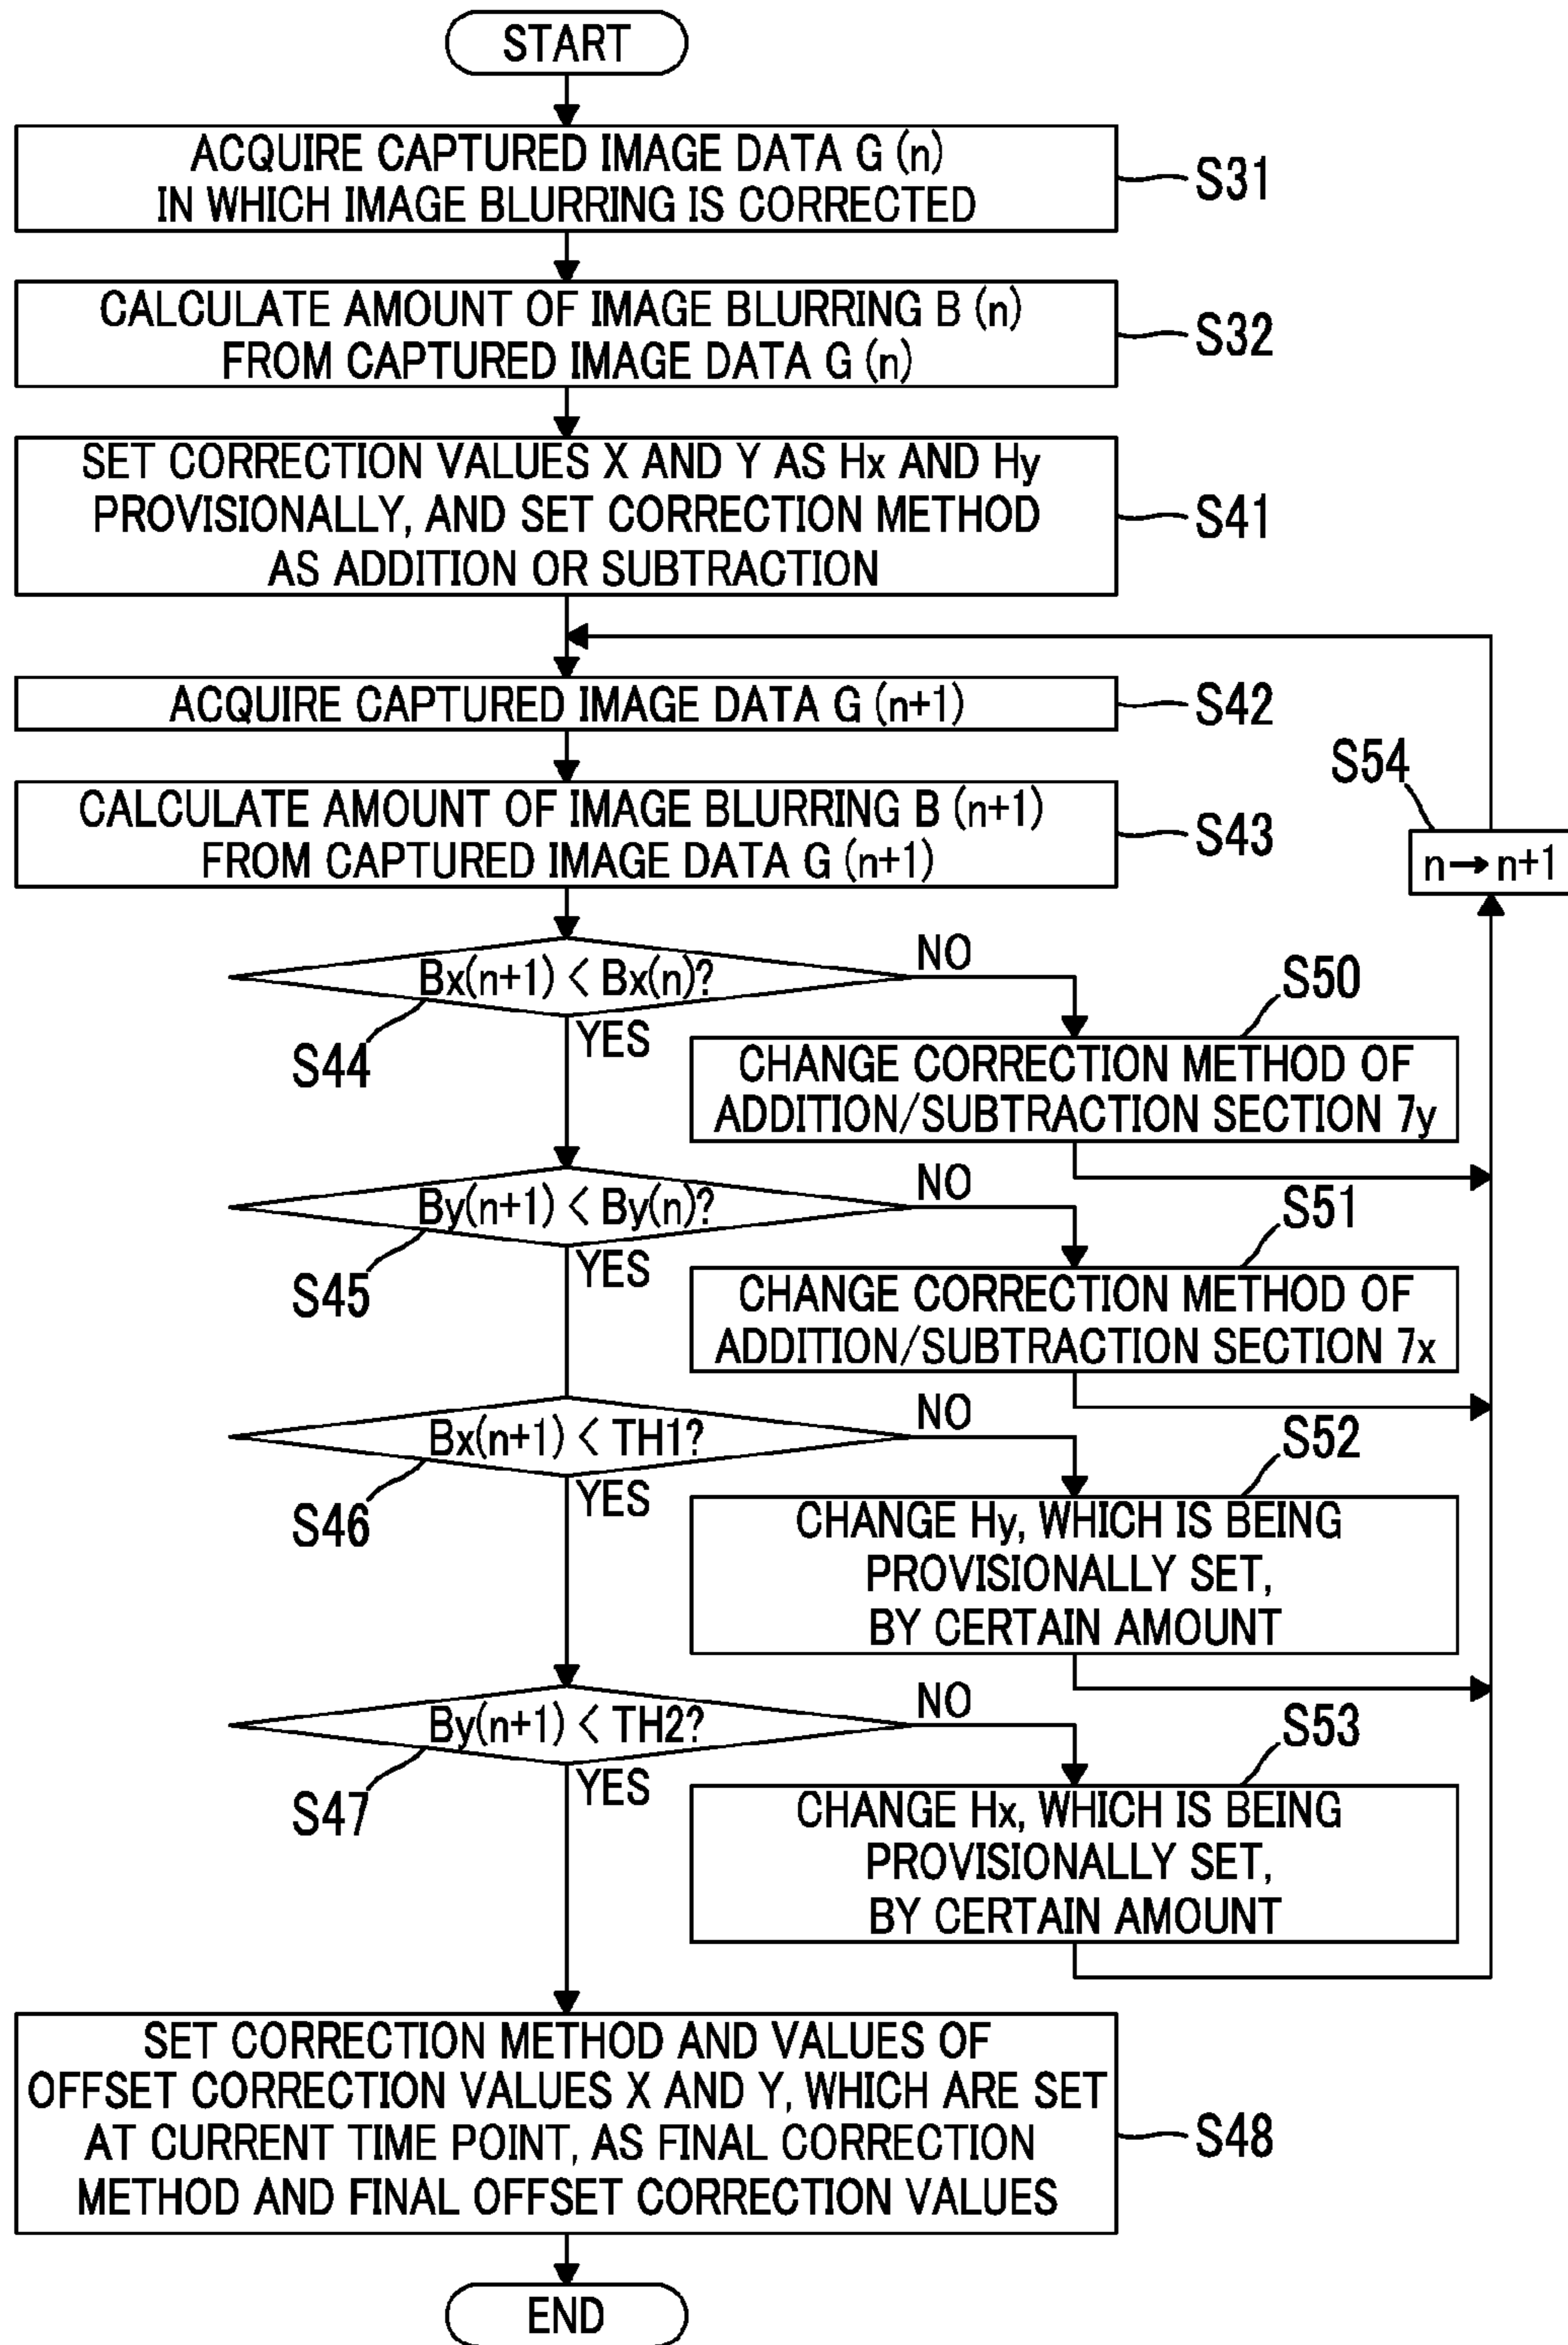 START
ACQUIRE CAPTURED IMAGE DATA G (n)
IN WHICH IMAGE BLURRING IS CORRECTED
S31
CALCULATE AMOUNT OF IMAGE BLURRING B (n)
FROM CAPTURED IMAGE DATA G (n)
S32
SET CORRECTION VALUES X AND Y AS Hx AND Hy
PROVISIONALLY, AND SET CORRECTION METHOD
AS ADDITION OR SUBTRACTION
S41
ACQUIRE CAPTURED IMAGE DATA G (n+1)
S42
CALCULATE AMOUNT OF IMAGE BLURRING B (n+1)
FROM CAPTURED IMAGE DATA G (n+1)
S43
S54
n→n+1
Bx(n+1) < Bx(n)?
NO
YES
S44
S50
CHANGE CORRECTION METHOD OF
ADDITION/SUBTRACTION SECTION 7y
By(n+1) < By(n)?
NO
YES
S45
S51
CHANGE CORRECTION METHOD OF
ADDITION/SUBTRACTION SECTION 7x
Bx(n+1) < TH1?
NO
YES
S46
S52
CHANGE Hy, WHICH IS BEING
PROVISIONALLY SET,
BY CERTAIN AMOUNT
By(n+1) < TH2?
NO
YES
S47
S53
CHANGE Hx, WHICH IS BEING
PROVISIONALLY SET,
BY CERTAIN AMOUNT
SET CORRECTION METHOD AND VALUES OF
OFFSET CORRECTION VALUES X AND Y, WHICH ARE SET
AT CURRENT TIME POINT, AS FINAL CORRECTION
METHOD AND FINAL OFFSET CORRECTION VALUES
S48
END